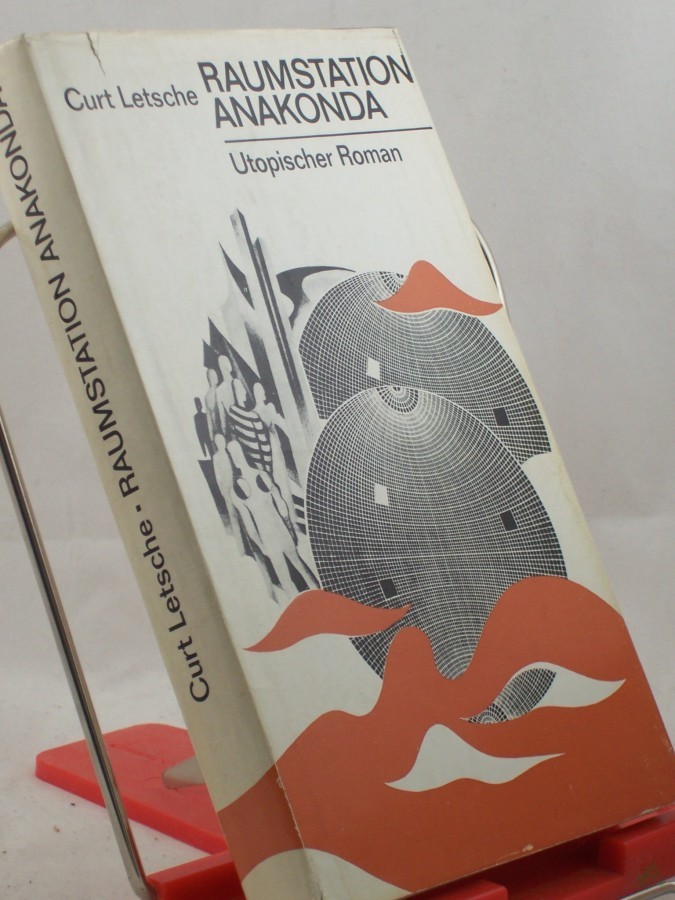 Curt Letsche
RAUMSTATION
ANAKONDA
Utopischer Roman
Curt Letsche · RAUMSTATION ANAKONDA